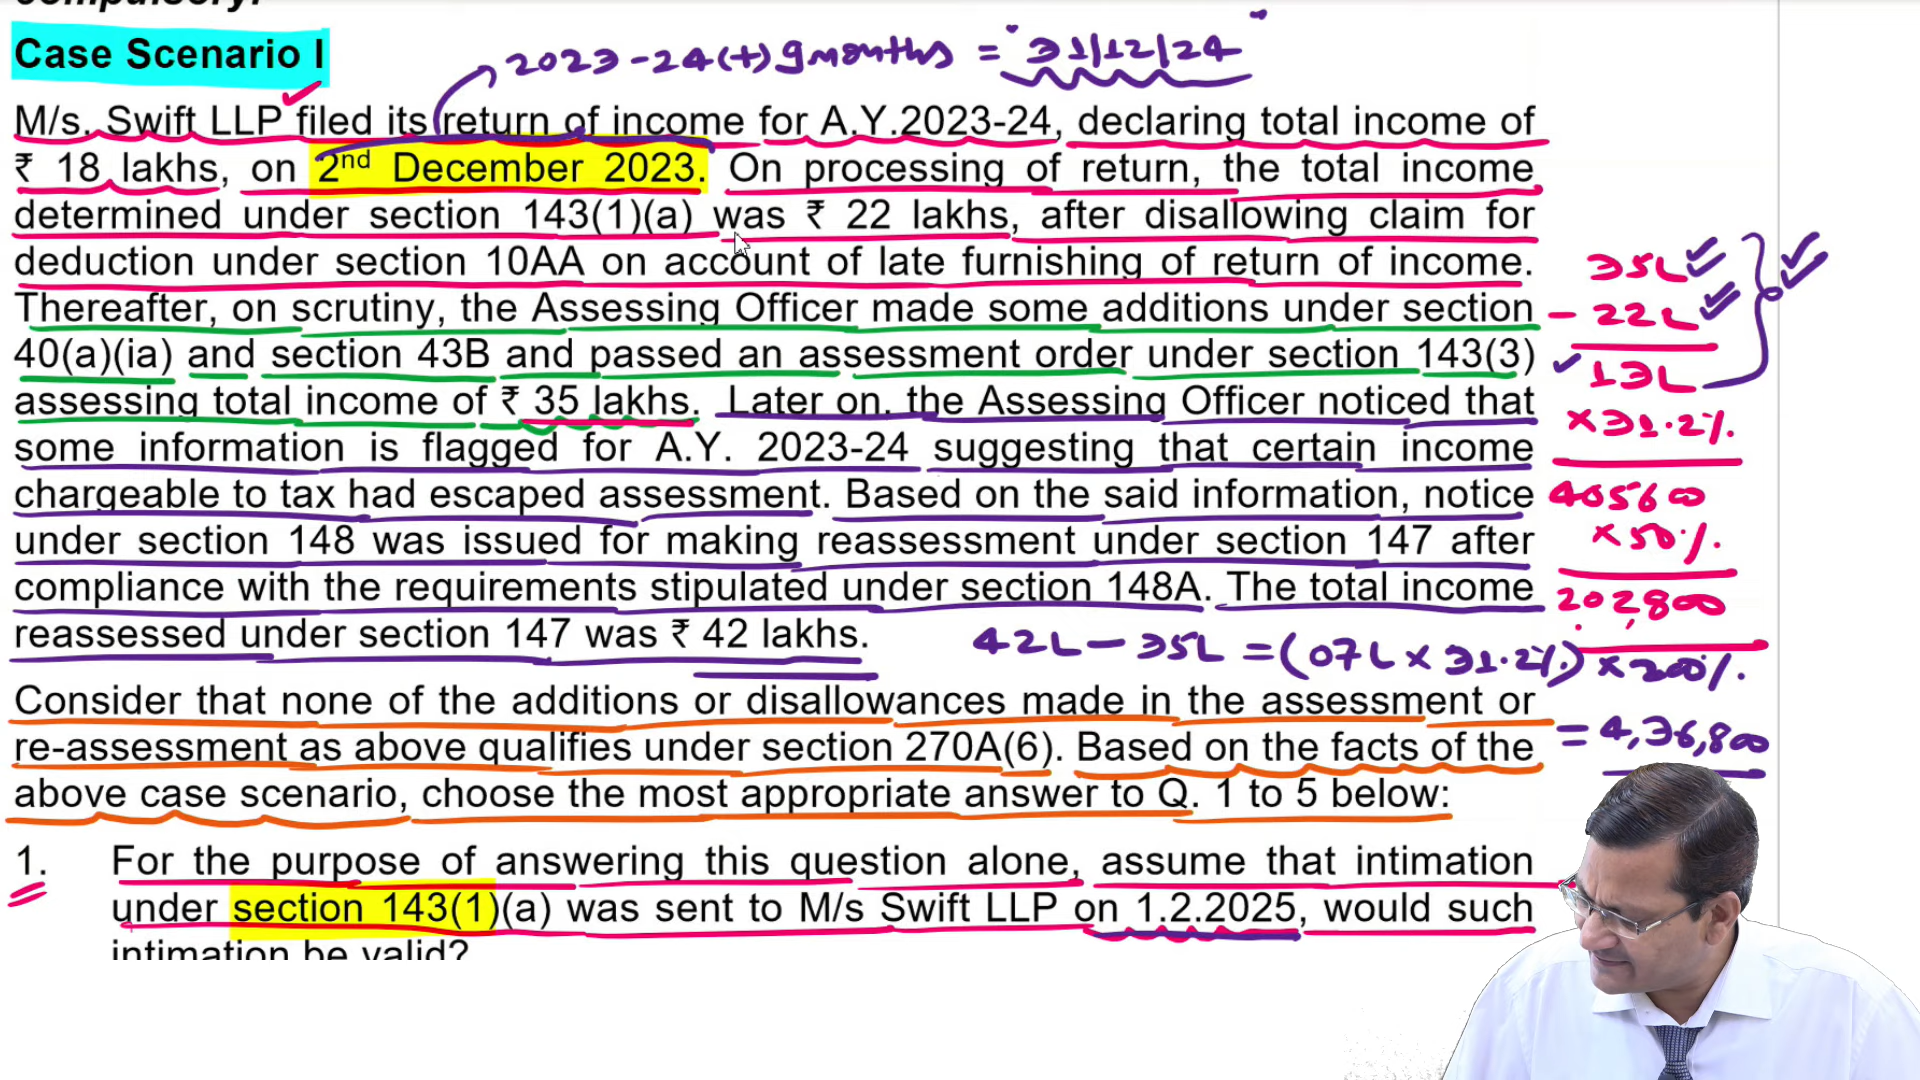 compulsory.
Case Scenario I
2023-24(+) 9months = "31/12/24"
M/s. Swift LLP filed its return of income for A.Y.2023-24, declaring total income of
₹ 18 lakhs, on 2nd December 2023. On processing of return, the total income
determined under section 143(1)(a) was ₹ 22 lakhs, after disallowing claim for
deduction under section 10AA on account of late furnishing of return of income.
Thereafter, on scrutiny, the Assessing Officer made some additions under section
40(a)(ia) and section 43B and passed an assessment order under section 143(3)
assessing total income of ₹ 35 lakhs. Later on, the Assessing Officer noticed that
some information is flagged for A.Y. 2023-24 suggesting that certain income
chargeable to tax had escaped assessment. Based on the said information, notice
under section 148 was issued for making reassessment under section 147 after
compliance with the requirements stipulated under section 148A. The total income
reassessed under section 147 was ₹ 42 lakhs.
35L
- 22L
13L
×31.2%
405600
×50%
202,800
42L - 35L = (07L × 31.2%) × 200%
= 4,36,800
Consider that none of the additions or disallowances made in the assessment or
re-assessment as above qualifies under section 270A(6). Based on the facts of the
above case scenario, choose the most appropriate answer to Q. 1 to 5 below:
1. For the purpose of answering this question alone, assume that intimation
under section 143(1)(a) was sent to M/s Swift LLP on 1.2.2025, would such
intimation be valid?